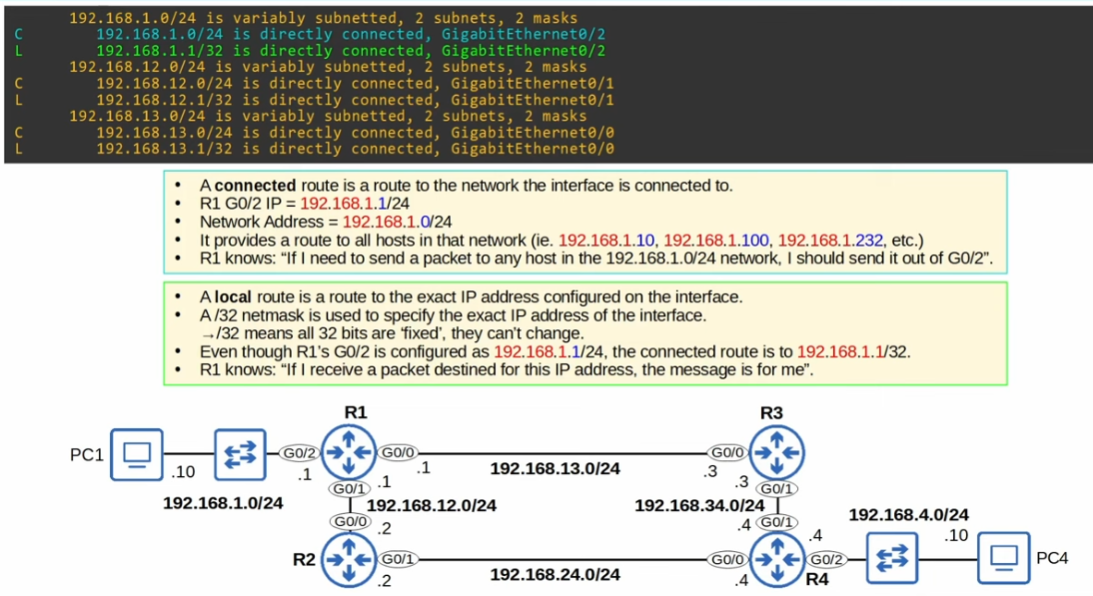 192.168.1.0/24 is variably subnetted, 2 subnets, 2 masks
C 192.168.1.0/24 is directly connected, GigabitEthernet0/2
L 192.168.1.1/32 is directly connected, GigabitEthernet0/2
192.168.12.0/24 is variably subnetted, 2 subnets, 2 masks
C 192.168.12.0/24 is directly connected, GigabitEthernet0/1
L 192.168.12.1/32 is directly connected, GigabitEthernet0/1
192.168.13.0/24 is variably subnetted, 2 subnets, 2 masks
C 192.168.13.0/24 is directly connected, GigabitEthernet0/0
L 192.168.13.1/32 is directly connected, GigabitEthernet0/0
• A connected route is a route to the network the interface is connected to.
• R1 G0/2 IP = 192.168.1.1/24
• Network Address = 192.168.1.0/24
• It provides a route to all hosts in that network (ie. 192.168.1.10, 192.168.1.100, 192.168.1.232, etc.)
• R1 knows: “If I need to send a packet to any host in the 192.168.1.0/24 network, I should send it out of G0/2”.
• A local route is a route to the exact IP address configured on the interface.
• A /32 netmask is used to specify the exact IP address of the interface.
→/32 means all 32 bits are ‘fixed’, they can’t change.
• Even though R1’s G0/2 is configured as 192.168.1.1/24, the connected route is to 192.168.1.1/32.
• R1 knows: “If I receive a packet destined for this IP address, the message is for me”.
R1 R3
PC1 G0/2 G0/0 G0/0
.10 .1 .1 192.168.13.0/24 .3
.1 .3
G0/1 G0/1
192.168.1.0/24 192.168.12.0/24 192.168.34.0/24 192.168.4.0/24
G0/0 .2 .4 G0/1 .4 .10
R2 G0/1 G0/0 G0/2 PC4
.2 192.168.24.0/24 .4 R4